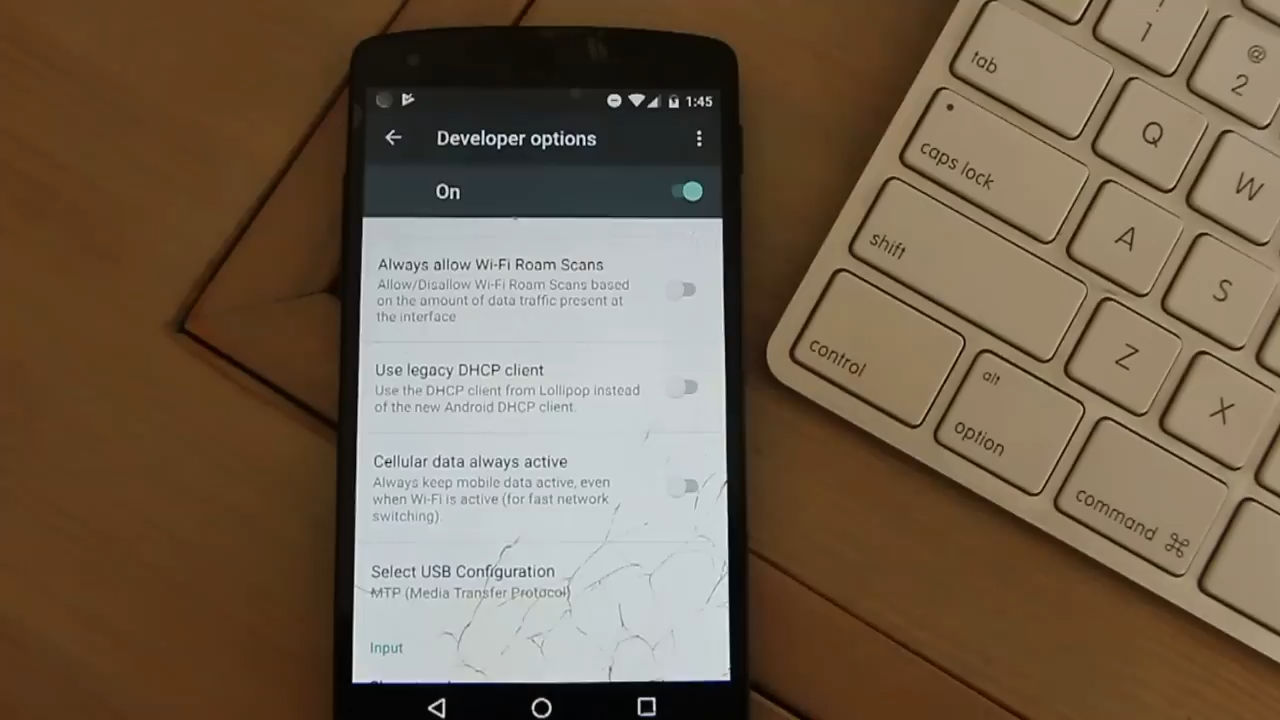 1:45
Developer options
On
Always allow Wi-Fi Roam Scans
Allow/Disallow Wi-Fi Roam Scans based
on the amount of data traffic present at
the interface
Use legacy DHCP client
Use the DHCP client from Lollipop instead
of the new Android DHCP client.
Cellular data always active
Always keep mobile data active, even
when Wi-Fi is active (for fast network
switching).
Select USB Configuration
MTP (Media Transfer Protocol)
Input
!
1
@
2
tab
Q
W
caps lock
A
S
shift
Z
X
control
alt
option
command ⌘